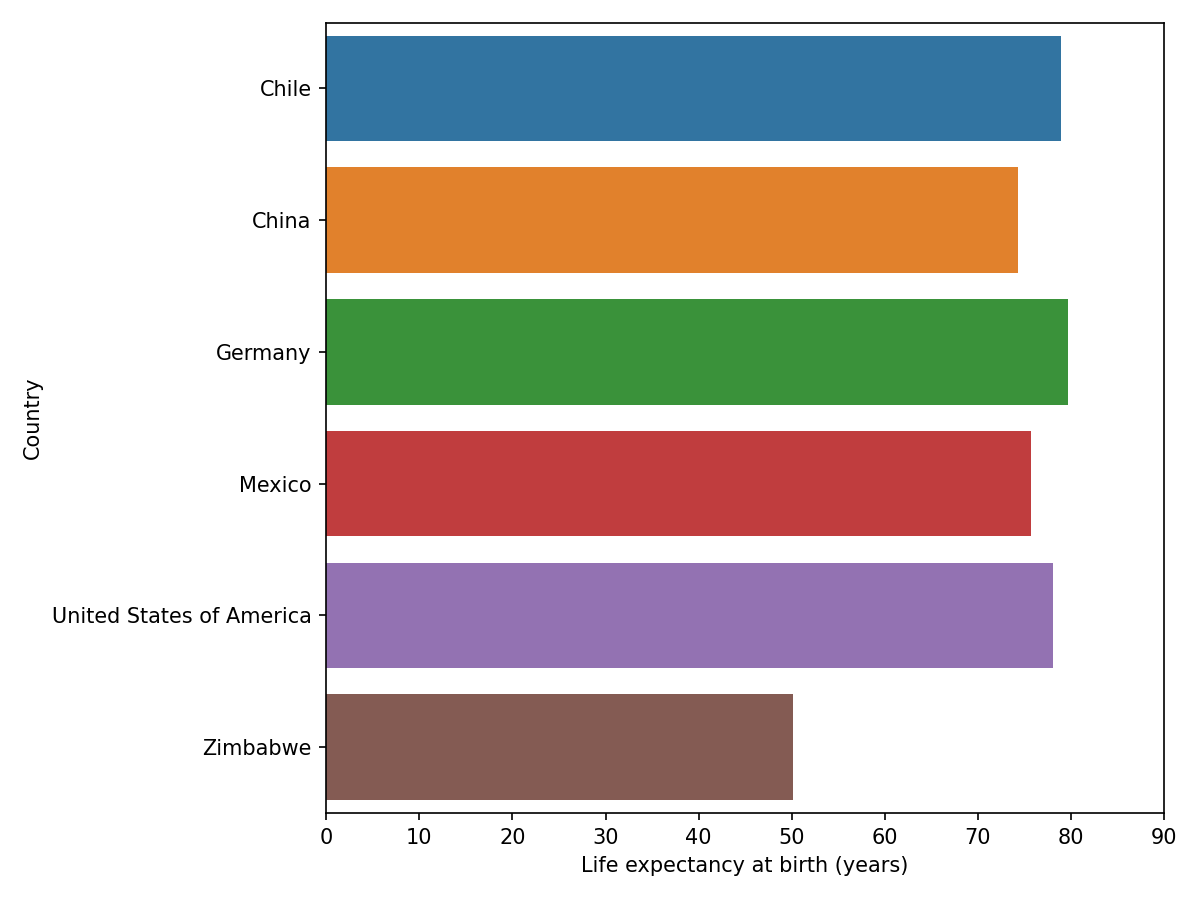 Chile
China
Germany
Mexico
United States of America
Zimbabwe
Country
0 10 20 30 40 50 60 70 80 90
Life expectancy at birth (years)